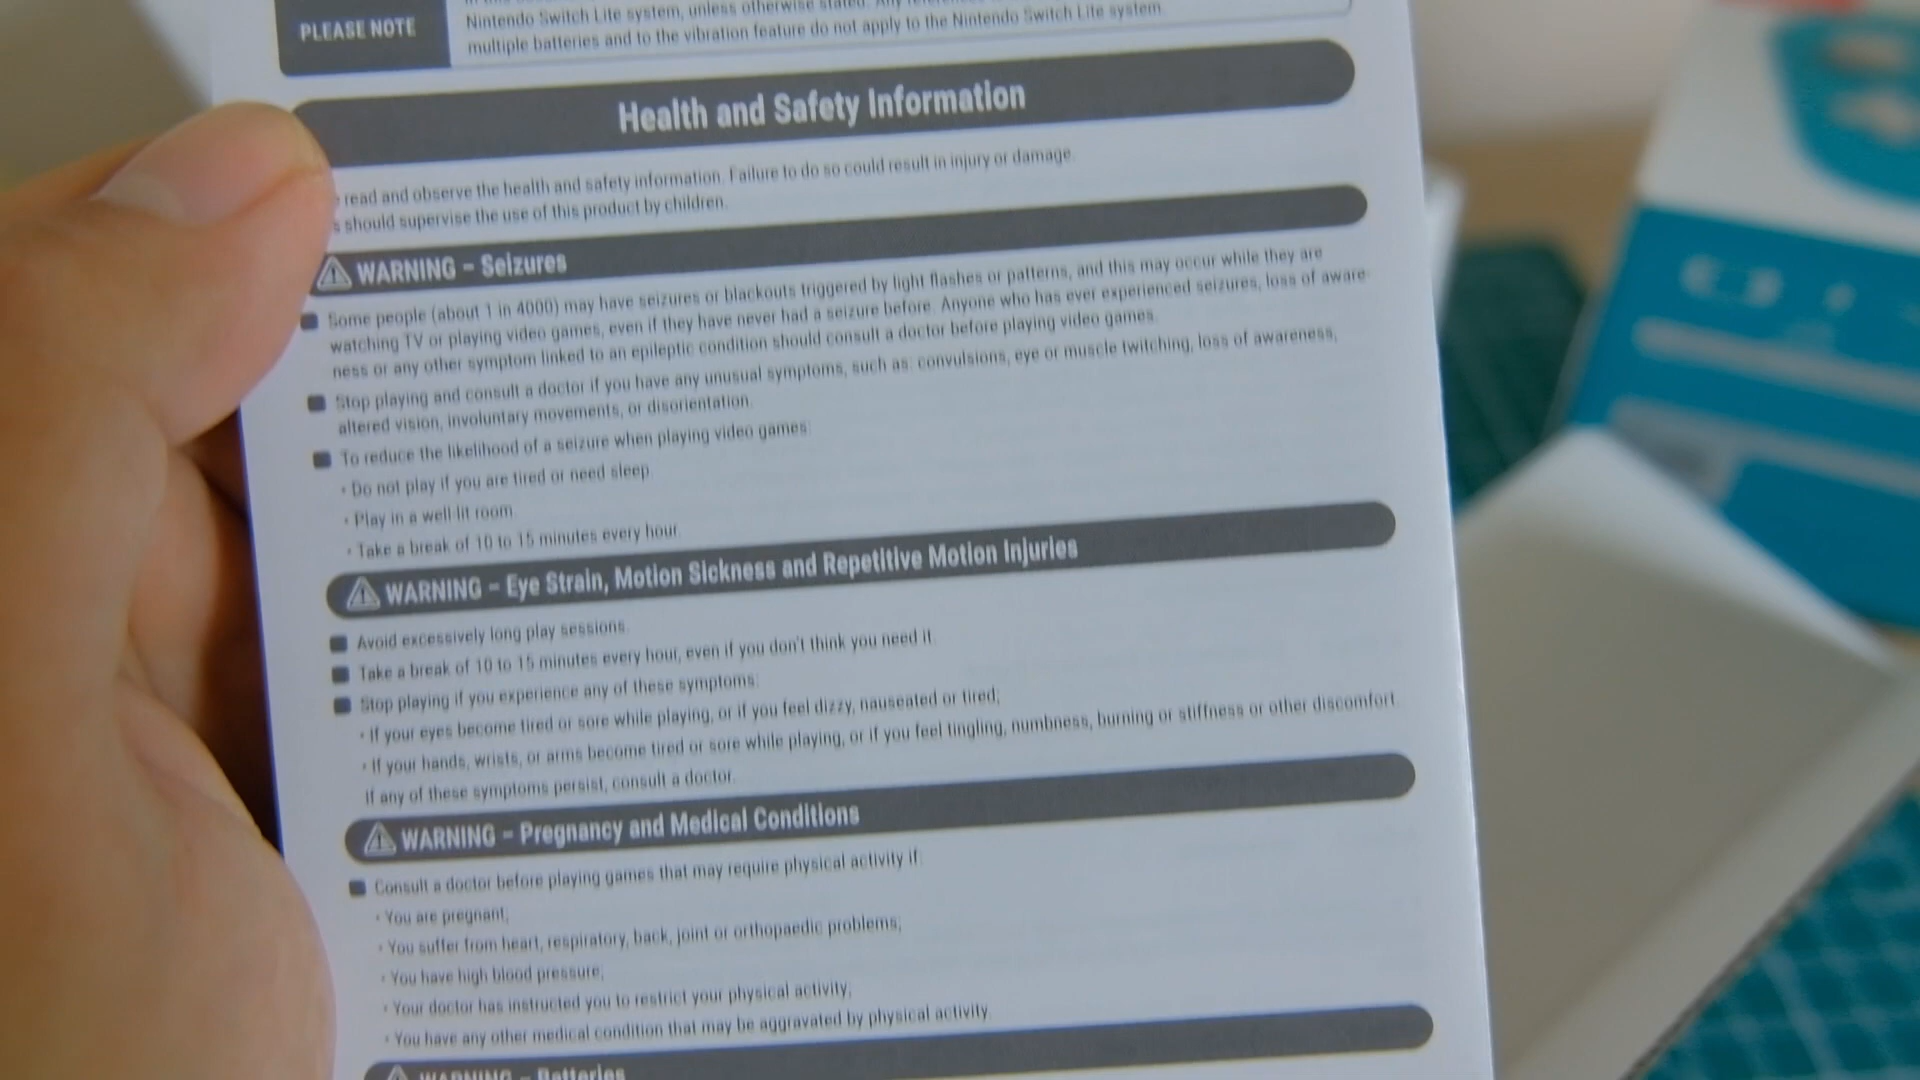 PLEASE NOTE
Nintendo Switch Lite system, unless otherwise stated. Any
multiple batteries and to the vibration feature do not apply to the Nintendo Switch Lite system.
Health and Safety Information
read and observe the health and safety information. Failure to do so could result in injury or damage.
should supervise the use of this product by children.
WARNING – Seizures
Some people (about 1 in 4000) may have seizures or blackouts triggered by light flashes or patterns, and this may occur while they are
watching TV or playing video games, even if they have never had a seizure before. Anyone who has ever experienced seizures, loss of aware-
ness or any other symptom linked to an epileptic condition should consult a doctor before playing video games.
Stop playing and consult a doctor if you have any unusual symptoms, such as: convulsions, eye or muscle twitching, loss of awareness,
altered vision, involuntary movements, or disorientation.
To reduce the likelihood of a seizure when playing video games:
• Do not play if you are tired or need sleep.
• Play in a well-lit room.
• Take a break of 10 to 15 minutes every hour.
WARNING – Eye Strain, Motion Sickness and Repetitive Motion Injuries
Avoid excessively long play sessions.
Take a break of 10 to 15 minutes every hour, even if you don't think you need it.
Stop playing if you experience any of these symptoms:
• If your eyes become tired or sore while playing, or if you feel dizzy, nauseated or tired;
• If your hands, wrists, or arms become tired or sore while playing, or if you feel tingling, numbness, burning or stiffness or other discomfort.
If any of these symptoms persist, consult a doctor.
WARNING – Pregnancy and Medical Conditions
Consult a doctor before playing games that may require physical activity if:
• You are pregnant;
• You suffer from heart, respiratory, back, joint or orthopaedic problems;
• You have high blood pressure;
• Your doctor has instructed you to restrict your physical activity;
• You have any other medical condition that may be aggravated by physical activity.
WARNING – Batteries